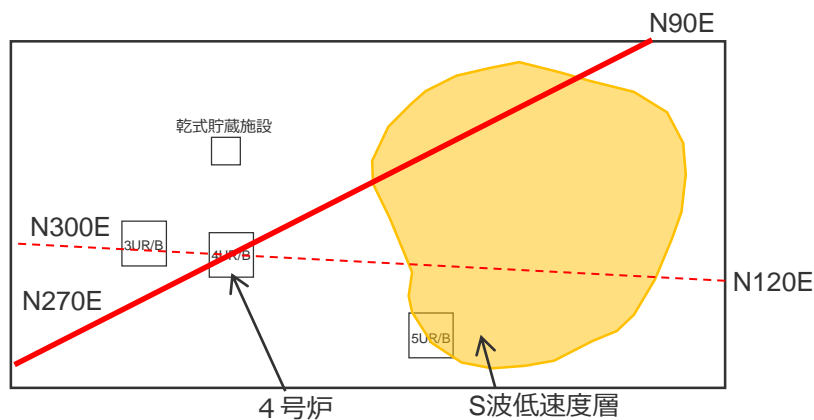 N90E
乾式貯蔵施設
N300E
3UR/B
4UR/B
N120E
N270E
5UR/B
4号炉
S波低速度層